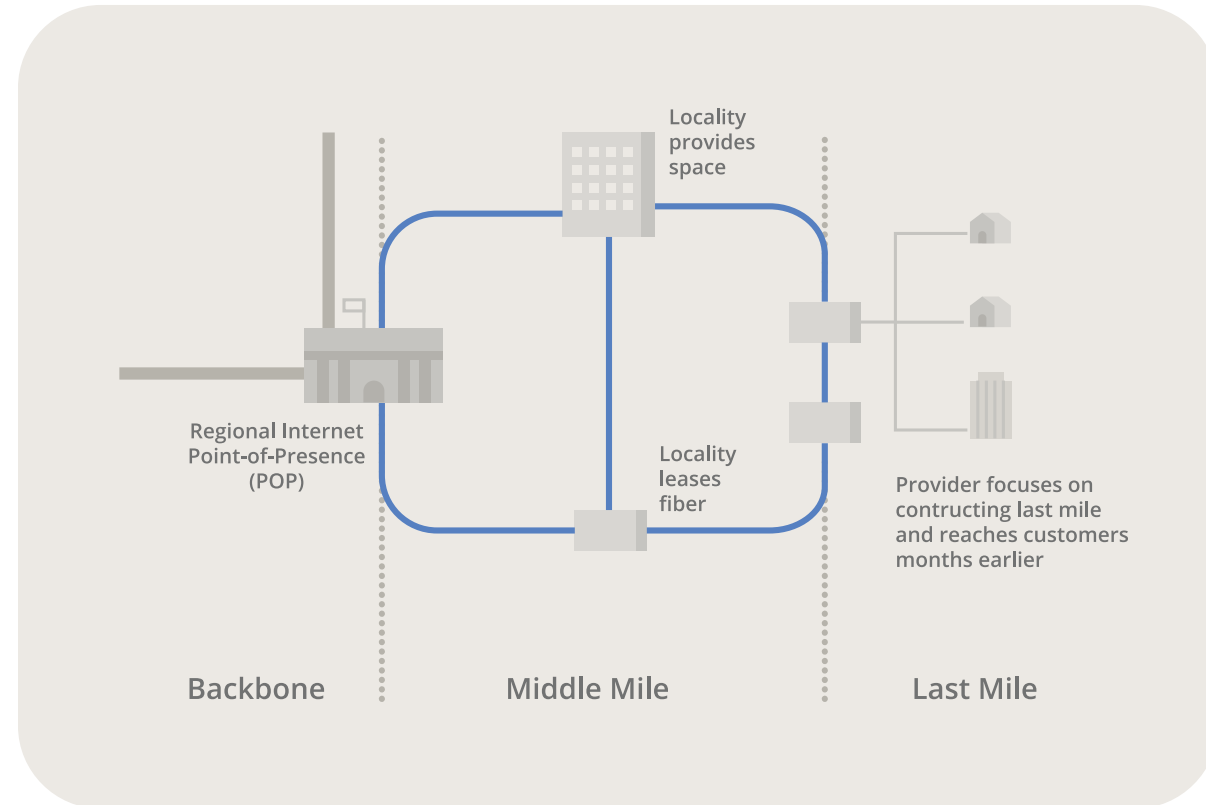 Locality
provides
space
Regional Internet
Point-of-Presence
(POP)
Locality
leases
fiber
Provider focuses on
contructing last mile
and reaches customers
months earlier
Backbone
Middle Mile
Last Mile